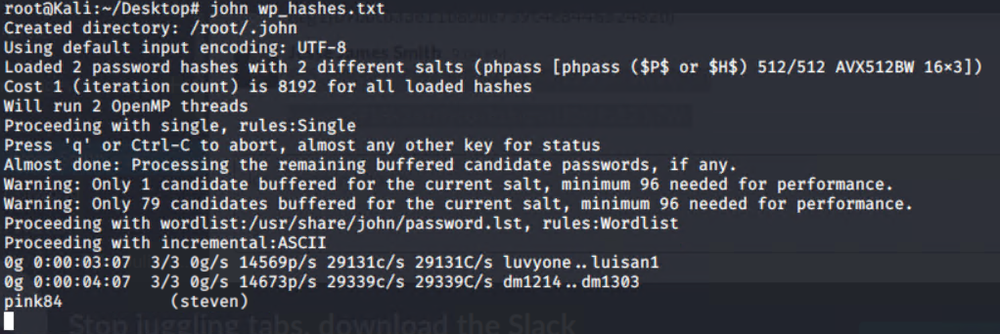 root@Kali:~/Desktop# john wp_hashes.txt
Created directory: /root/.john
Using default input encoding: UTF-8
Loaded 2 password hashes with 2 different salts (phpass [phpass ($P$ or $H$) 512/512 AVX512BW 16×3])
Cost 1 (iteration count) is 8192 for all loaded hashes
Will run 2 OpenMP threads
Proceeding with single, rules:Single
Press 'q' or Ctrl-C to abort, almost any other key for status
Almost done: Processing the remaining buffered candidate passwords, if any.
Warning: Only 1 candidate buffered for the current salt, minimum 96 needed for performance.
Warning: Only 79 candidates buffered for the current salt, minimum 96 needed for performance.
Proceeding with wordlist:/usr/share/john/password.lst, rules:Wordlist
Proceeding with incremental:ASCII
0g 0:00:03:07  3/3 0g/s 14569p/s 29131c/s 29131C/s luvyone..luisan1
0g 0:00:04:07  3/3 0g/s 14673p/s 29339c/s 29339C/s dm1214..dm1303
pink84           (steven)
Stop juggling tabs, download the Slack